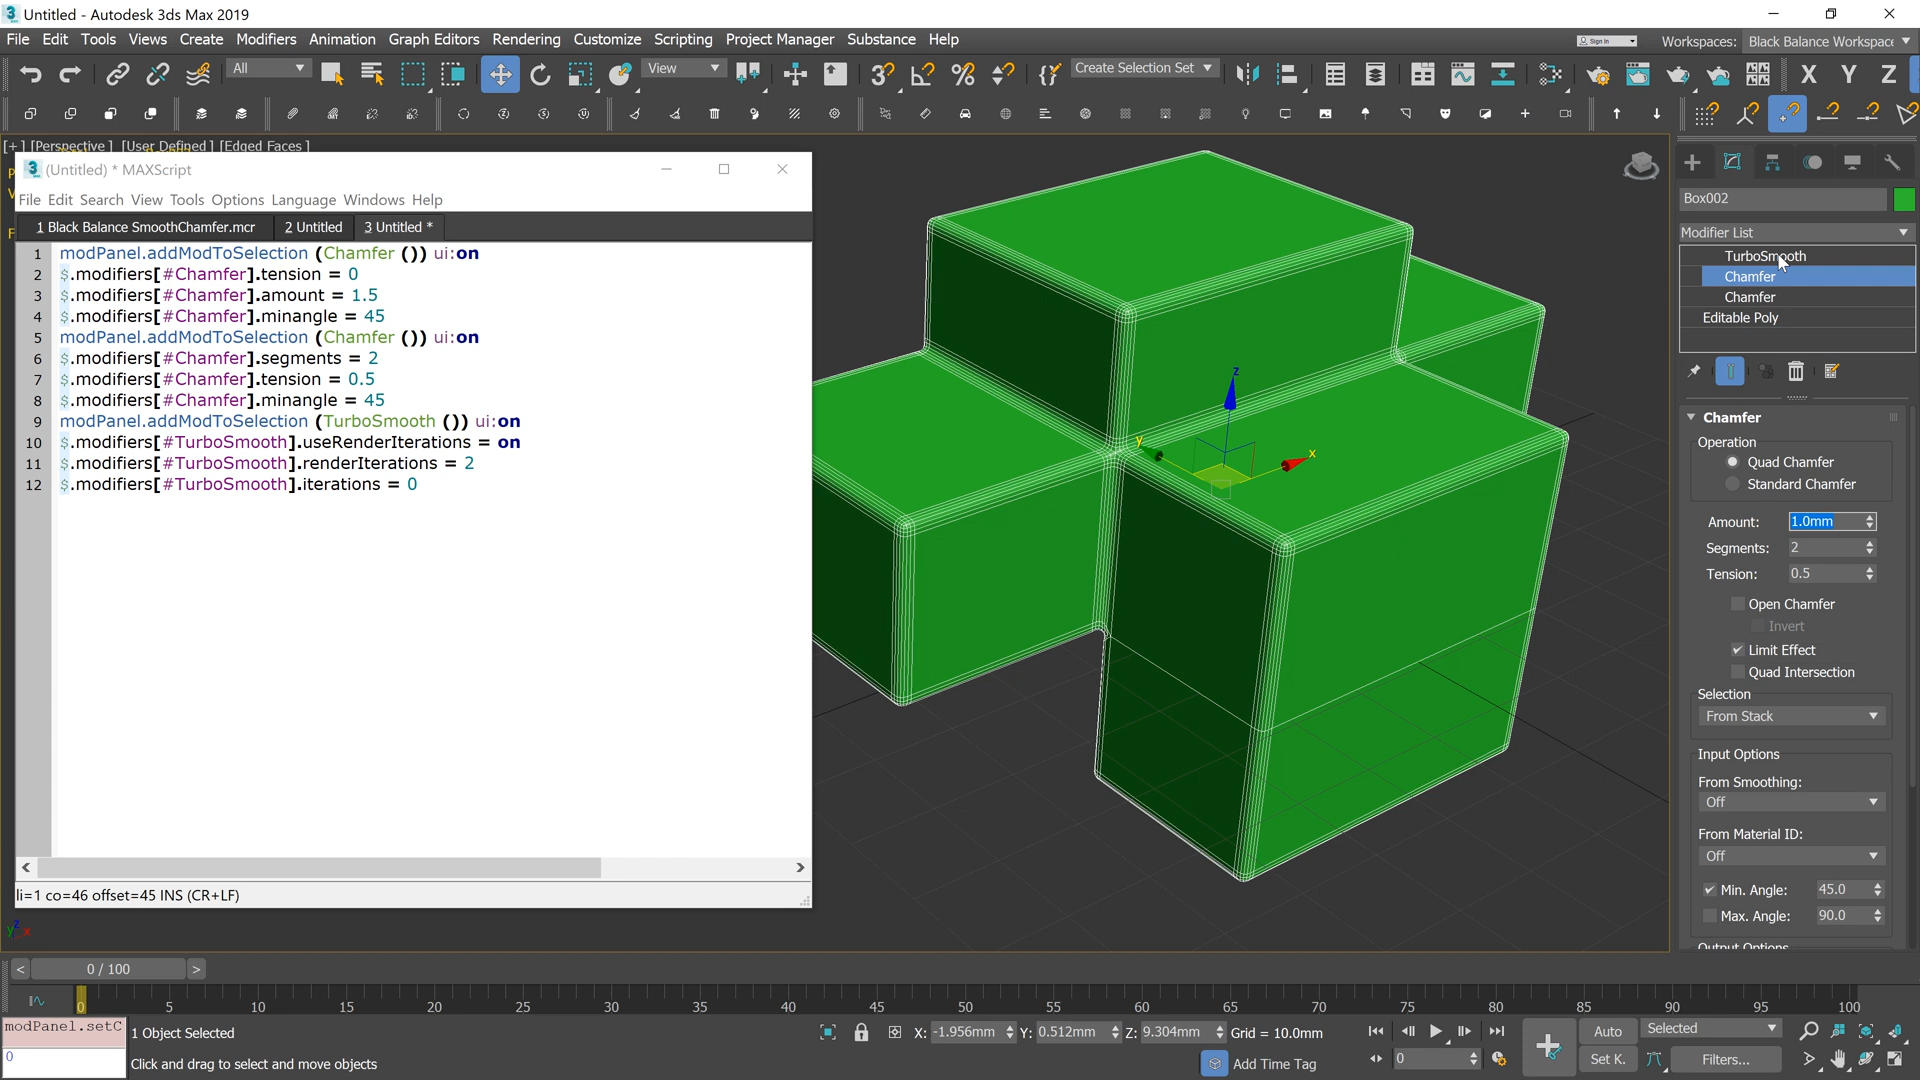 Untitled - Autodesk 3ds Max 2019
File Edit Tools Views Create Modifiers Animation Graph Editors Rendering Customize Scripting Project Manager Substance Help
Sign In Workspaces: Black Balance Workspace
All View Create Selection Set X Y Z
[+] [Perspective] [User Defined] [Edged Faces]
(Untitled) * MAXScript
File Edit Search View Tools Options Language Windows Help
1 Black Balance SmoothChamfer.mcr 2 Untitled 3 Untitled *
1 modPanel.addModToSelection (Chamfer ()) ui:on
2 $.modifiers[#Chamfer].tension = 0
3 $.modifiers[#Chamfer].amount = 1.5
4 $.modifiers[#Chamfer].minangle = 45
5 modPanel.addModToSelection (Chamfer ()) ui:on
6 $.modifiers[#Chamfer].segments = 2
7 $.modifiers[#Chamfer].tension = 0.5
8 $.modifiers[#Chamfer].minangle = 45
9 modPanel.addModToSelection (TurboSmooth ()) ui:on
10 $.modifiers[#TurboSmooth].useRenderIterations = on
11 $.modifiers[#TurboSmooth].renderIterations = 2
12 $.modifiers[#TurboSmooth].iterations = 0
li=1 co=46 offset=45 INS (CR+LF)
z
y
x
y z x
Box002
Modifier List
TurboSmooth
Chamfer
Chamfer
Editable Poly
Chamfer
Operation
Quad Chamfer
Standard Chamfer
Amount: 1.0mm
Segments: 2
Tension: 0.5
Open Chamfer
Invert
Limit Effect
Quad Intersection
Selection
From Stack
Input Options
From Smoothing:
Off
From Material ID:
Off
Min. Angle: 45.0
Max. Angle: 90.0
Output Options
< 0 / 100 >
0 5 10 15 20 25 30 35 40 45 50 55 60 65 70 75 80 85 90 95 100
modPanel.setC
0
1 Object Selected
Click and drag to select and move objects
X: -1.956mm Y: 0.512mm Z: 9.304mm Grid = 10.0mm
Add Time Tag
0
Auto Selected
Set K. Filters...